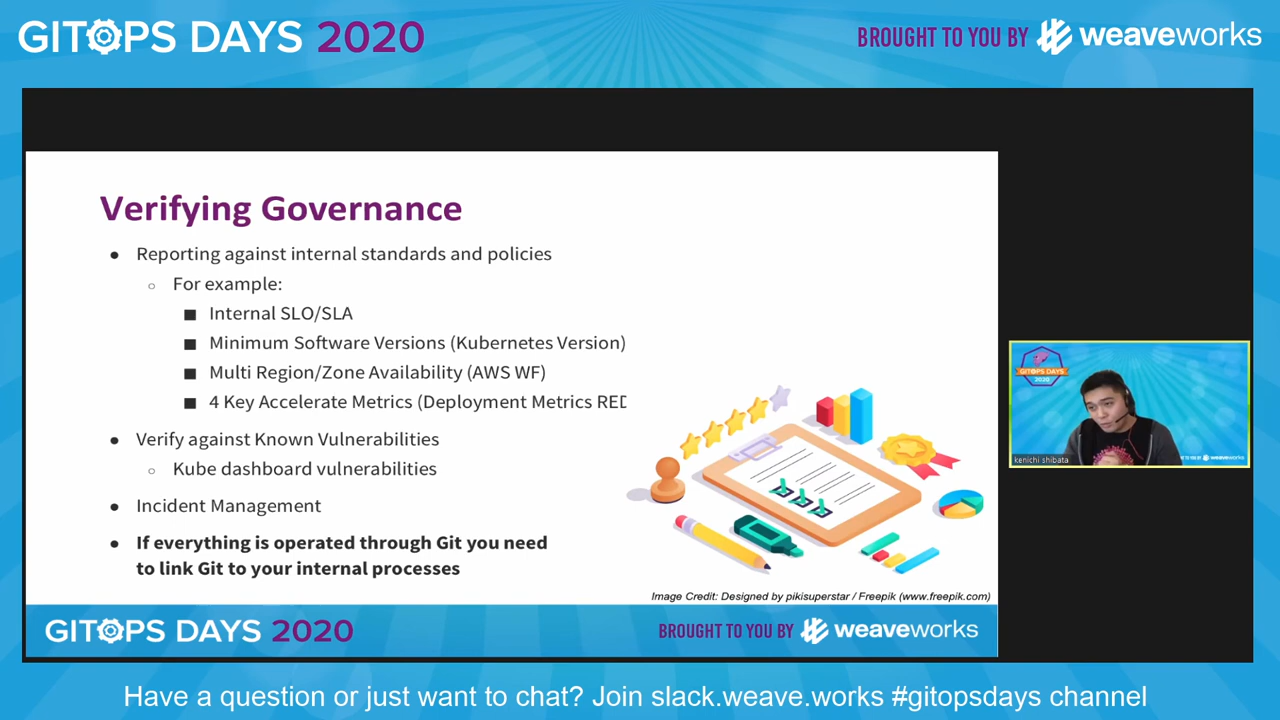 GITOPS DAYS 2020
BROUGHT TO YOU BY weaveworks
Verifying Governance
● Reporting against internal standards and policies
○ For example:
■ Internal SLO/SLA
■ Minimum Software Versions (Kubernetes Version)
■ Multi Region/Zone Availability (AWS WF)
■ 4 Key Accelerate Metrics (Deployment Metrics RED
● Verify against Known Vulnerabilities
○ Kube dashboard vulnerabilities
● Incident Management
● If everything is operated through Git you need
to link Git to your internal processes
Image Credit: Designed by pikisuperstar / Freepik (www.freepik.com)
GITOPS DAYS 2020
BROUGHT TO YOU BY weaveworks
GITOPS DAYS
2020
kenichi shibata
TO YOU BY weaveworks
Have a question or just want to chat? Join slack.weave.works #gitopsdays channel